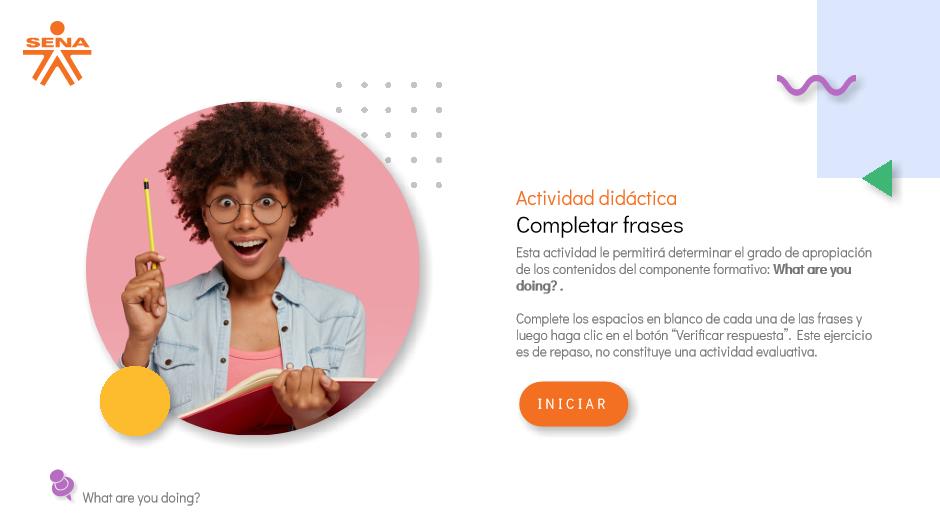 SENA
Actividad didáctica
Completar frases
Esta actividad le permitirá determinar el grado de apropiación
de los contenidos del componente formativo: What are you
doing? .
Complete los espacios en blanco de cada una de las frases y
luego haga clic en el botón “Verificar respuesta”. Este ejercicio
es de repaso, no constituye una actividad evaluativa.
INICIAR
What are you doing?